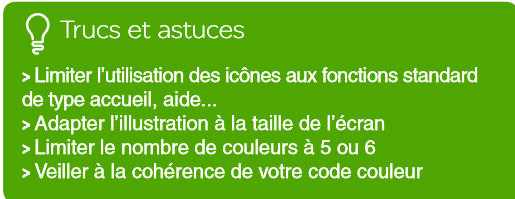 Trucs et astuces
> Limiter l’utilisation des icônes aux fonctions standard
de type accueil, aide...
> Adapter l’illustration à la taille de l’écran
> Limiter le nombre de couleurs à 5 ou 6
> Veiller à la cohérence de votre code couleur